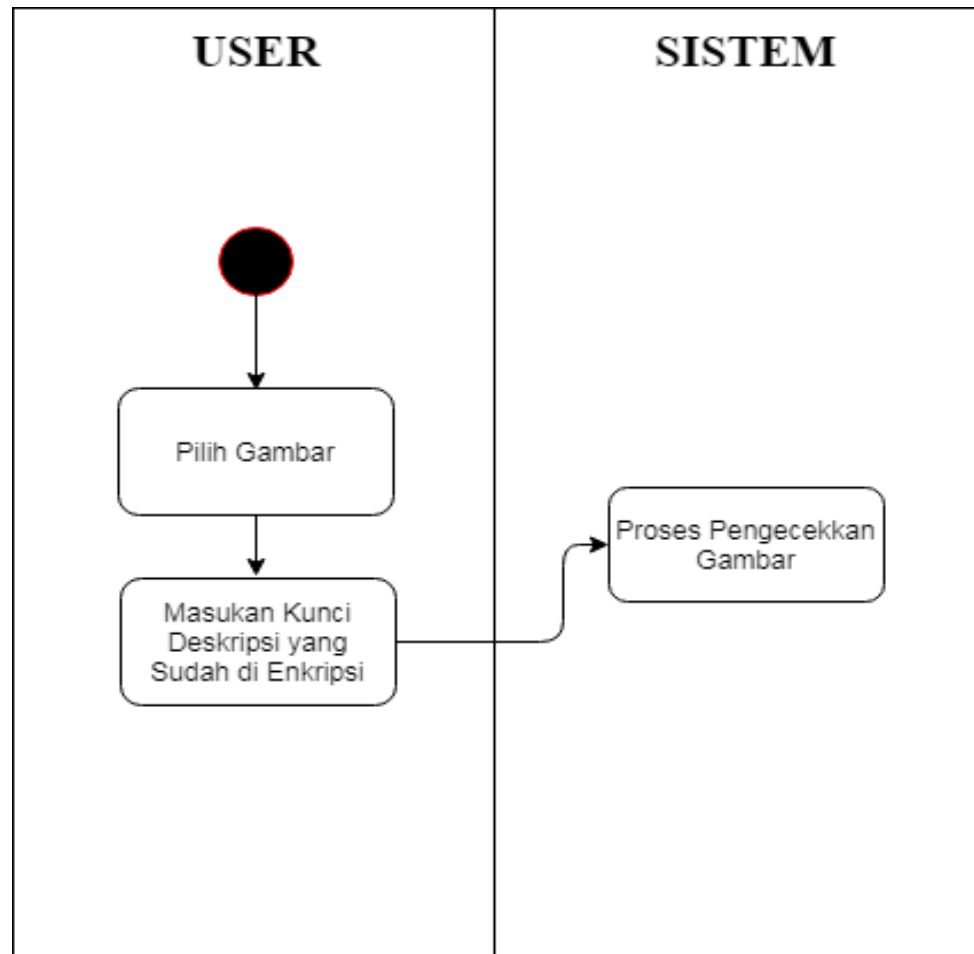 USER
SISTEM
Pilih Gambar
Masukan Kunci
Deskripsi yang
Sudah di Enkripsi
Proses Pengecekkan
Gambar